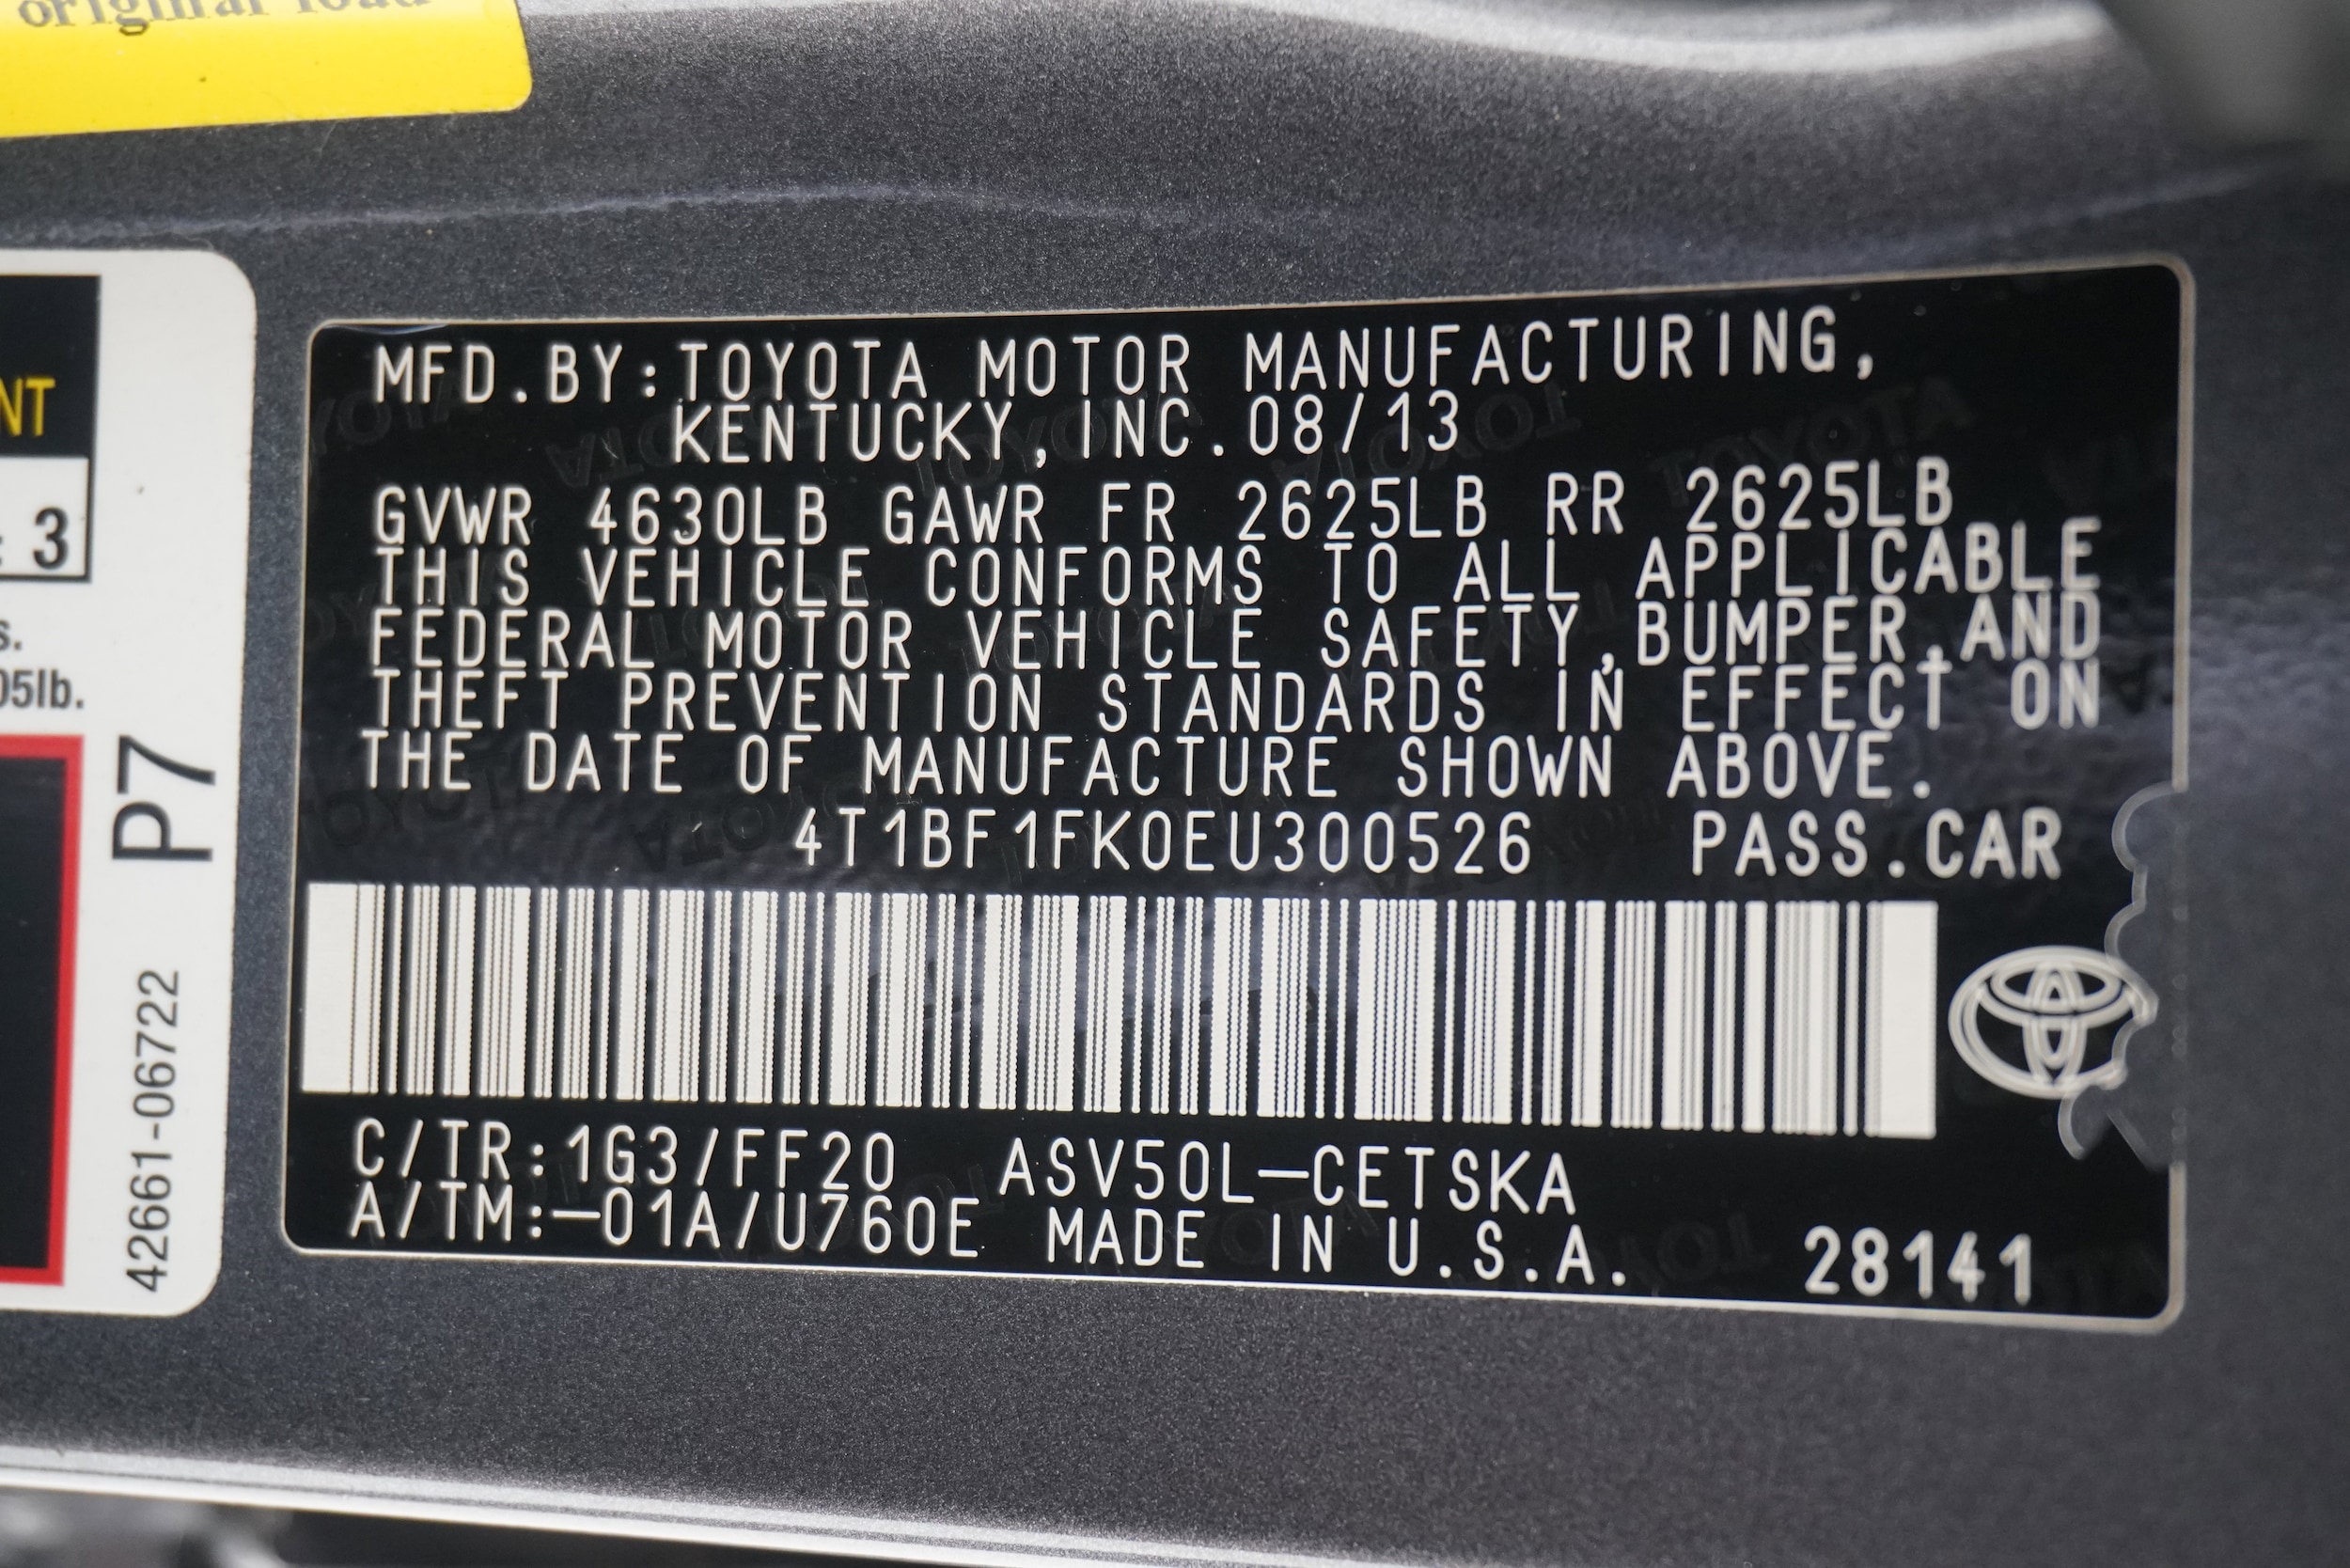 original load
NT
3
s.
05lb.
P7
42661-06722
MFD.BY:TOYOTA MOTOR MANUFACTURING,
KENTUCKY,INC.08/13
GVWR 4630LB GAWR FR 2625LB RR 2625LB
THIS VEHICLE CONFORMS TO ALL APPLICABLE
FEDERAL MOTOR VEHICLE SAFETY,BUMPER,AND
THEFT PREVENTION STANDARDS IN EFFECT ON
THE DATE OF MANUFACTURE SHOWN ABOVE.
4T1BF1FK0EU300526 PASS.CAR
C/TR:1G3/FF20 ASV50L-CETSKA
A/TM:-01A/U760E MADE IN U.S.A. 28141